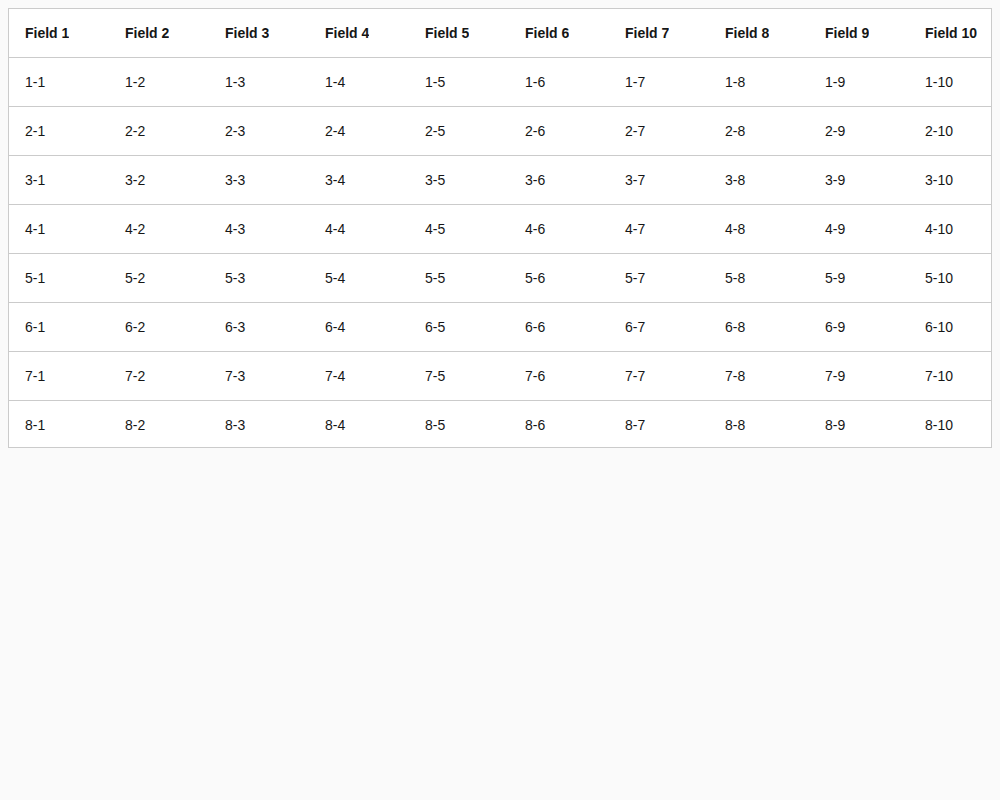 Field 1 Field 2 Field 3 Field 4 Field 5 Field 6 Field 7 Field 8 Field 9 Field 10
1-1 1-2 1-3 1-4 1-5 1-6 1-7 1-8 1-9 1-10
2-1 2-2 2-3 2-4 2-5 2-6 2-7 2-8 2-9 2-10
3-1 3-2 3-3 3-4 3-5 3-6 3-7 3-8 3-9 3-10
4-1 4-2 4-3 4-4 4-5 4-6 4-7 4-8 4-9 4-10
5-1 5-2 5-3 5-4 5-5 5-6 5-7 5-8 5-9 5-10
6-1 6-2 6-3 6-4 6-5 6-6 6-7 6-8 6-9 6-10
7-1 7-2 7-3 7-4 7-5 7-6 7-7 7-8 7-9 7-10
8-1 8-2 8-3 8-4 8-5 8-6 8-7 8-8 8-9 8-10